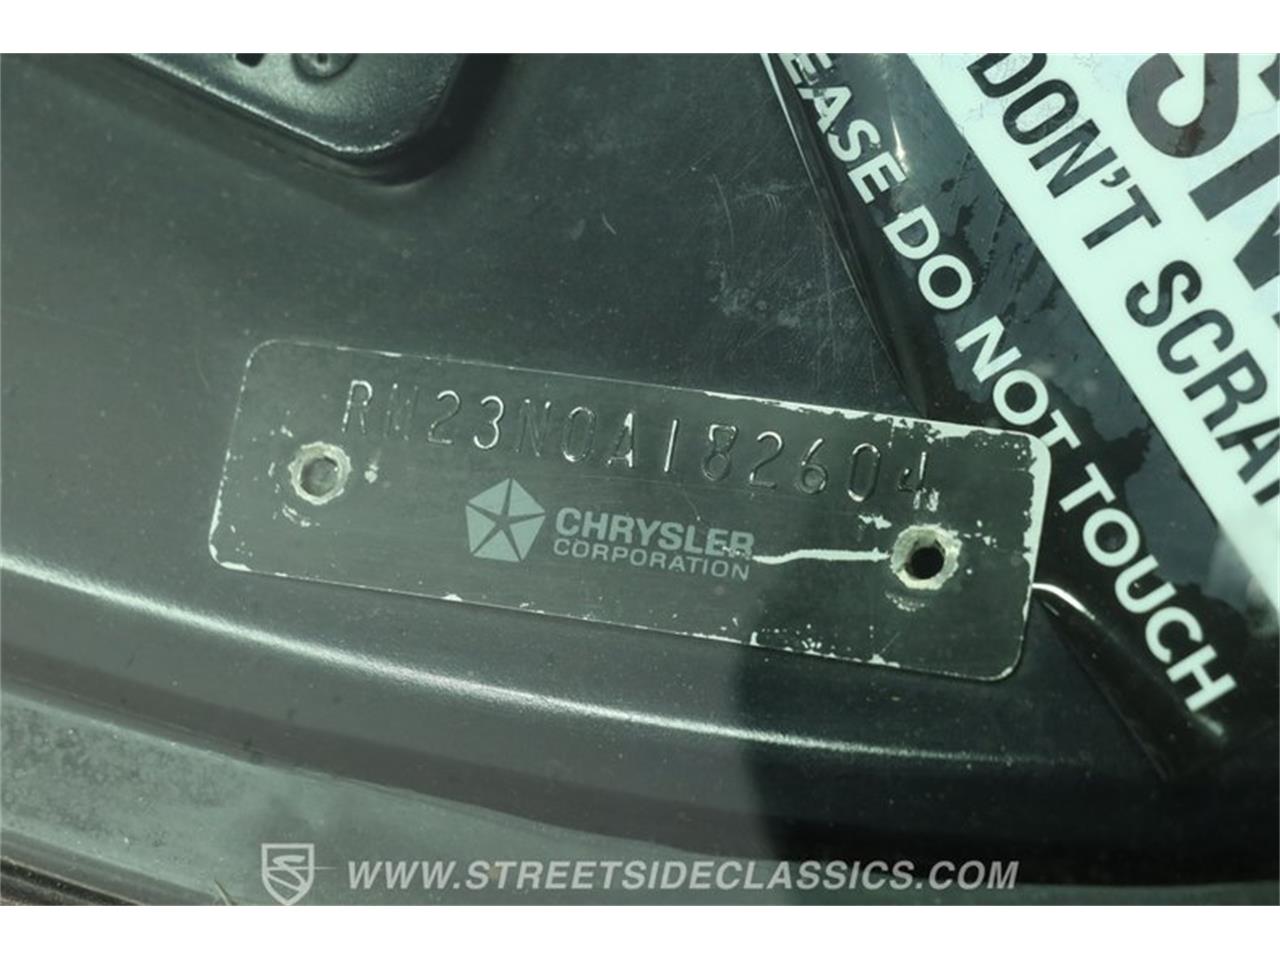 RM23N0A182604
CHRYSLER
CORPORATION
EASE DO NOT TOUCH
DON'T SCRA
WWW.STREETSIDECLASSICS.COM